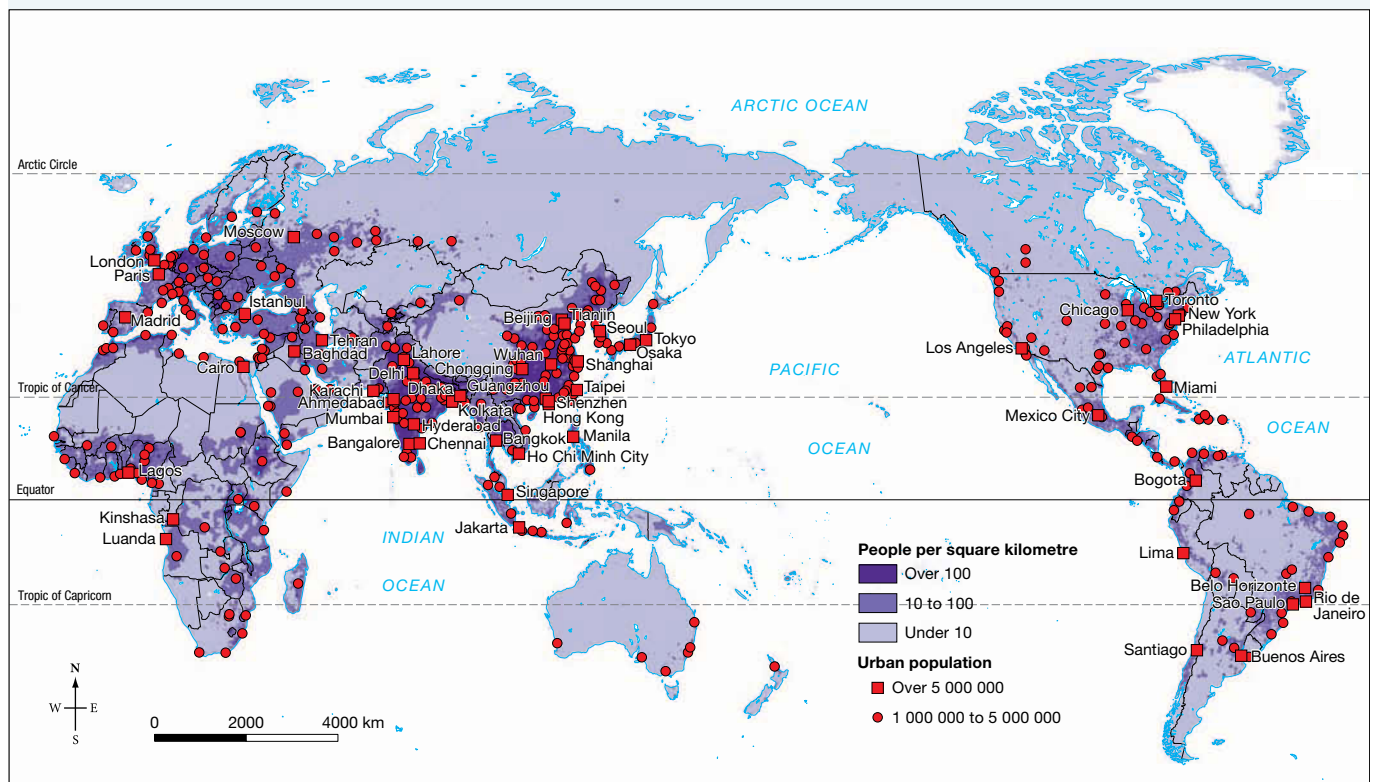 ARCTIC OCEAN
Arctic Circle
Moscow
London
Paris
Istanbul
Madrid
Beijing
Tianjin
Seoul
Tokyo
Osaka
Tehran
Baghdad
Lahore
Wuhan
Chongqing
Shanghai
Cairo
Delhi
Tropic of Cancer
Karachi
Dhaka
Guangzhou
Taipei
Ahmedabad
Kolkata
Shenzhen
Mumbai
Hyderabad
Hong Kong
Bangalore
Chennai
Bangkok
Manila
Ho Chi Minh City
Lagos
Equator
Singapore
Kinshasa
Luanda
Jakarta
INDIAN
OCEAN
Tropic of Capricorn
PACIFIC
OCEAN
Chicago
Toronto
New York
Philadelphia
Los Angeles
ATLANTIC
Miami
Mexico City
OCEAN
Bogota
Lima
Belo Horizonte
São Paulo
Rio de
Janeiro
Santiago
Buenos Aires
People per square kilometre
Over 100
10 to 100
Under 10
Urban population
Over 5 000 000
1 000 000 to 5 000 000
N
W
E
S
0
2000
4000 km